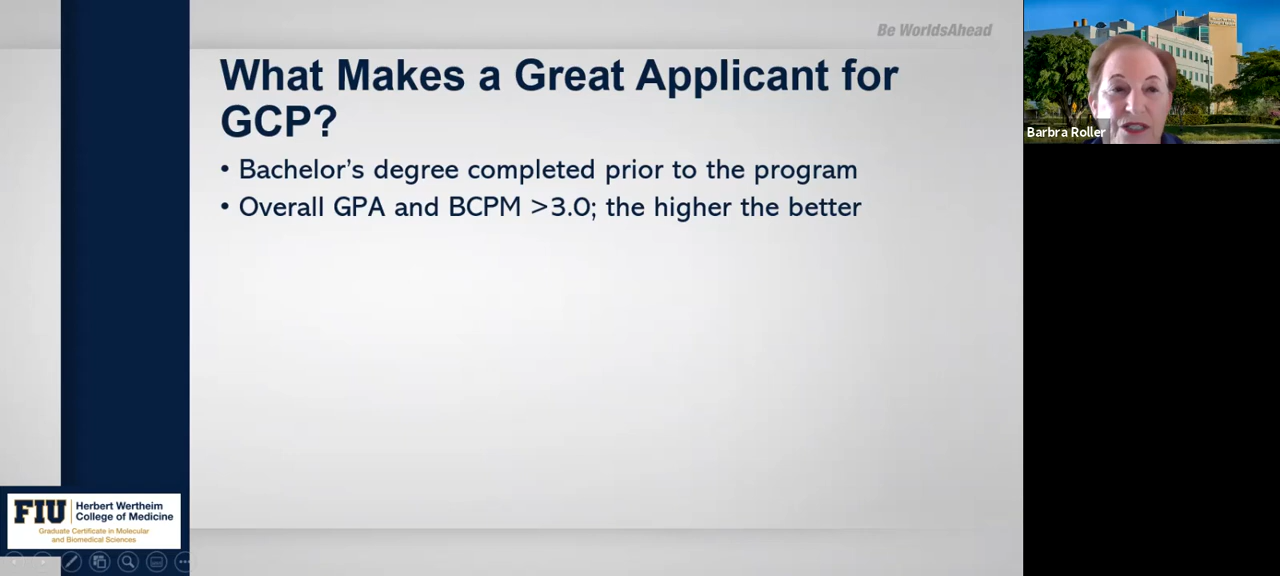 Be WorldsAhead
What Makes a Great Applicant for
GCP?
• Bachelor’s degree completed prior to the program
• Overall GPA and BCPM >3.0; the higher the better
Barbra Roller
FIU
Herbert Wertheim
College of Medicine
Graduate Certificate in Molecular
and Biomedical Sciences